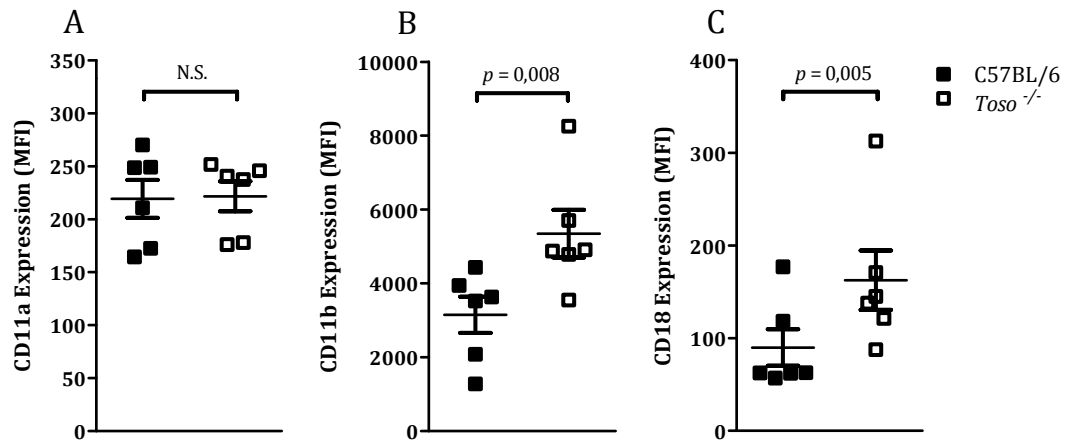 A
CD11a Expression (MFI)
350
300
250
200
150
100
50
0
N.S.
B
CD11b Expression (MFI)
10000
8000
6000
4000
2000
0
p = 0,008
C
CD18 Expression (MFI)
400
300
200
100
0
p = 0,005
C57BL/6
Toso -/-